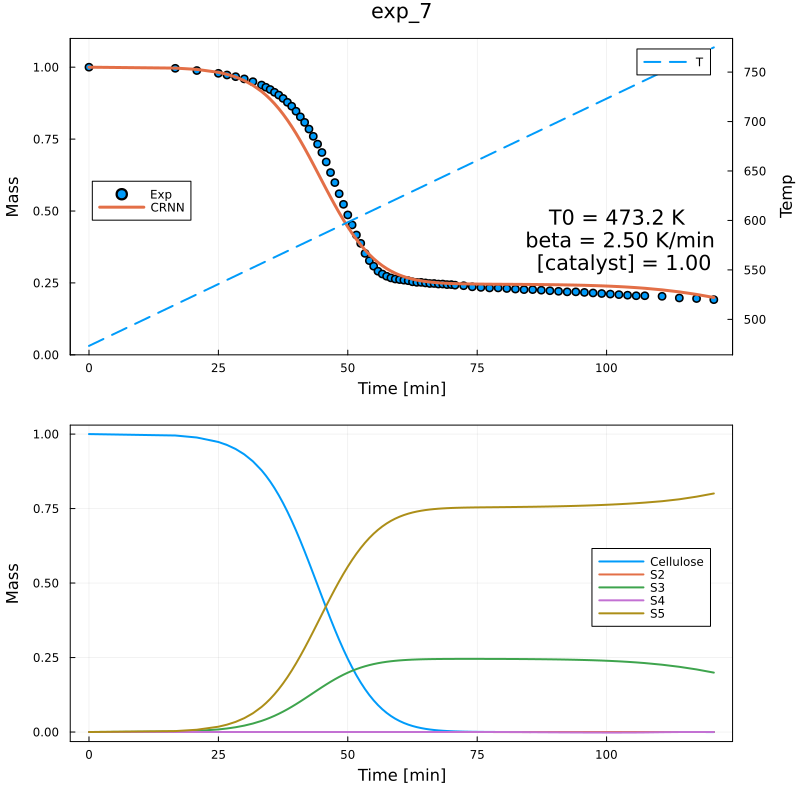 exp_7
1.00
0.75
0.50
0.25
0.00
Mass
Exp
CRNN
T
750
700
650
600
550
500
Temp
T0 = 473.2 K
beta = 2.50 K/min
[catalyst] = 1.00
0
25
50
75
100
Time [min]
1.00
0.75
0.50
0.25
0.00
Mass
Cellulose
S2
S3
S4
S5
0
25
50
75
100
Time [min]